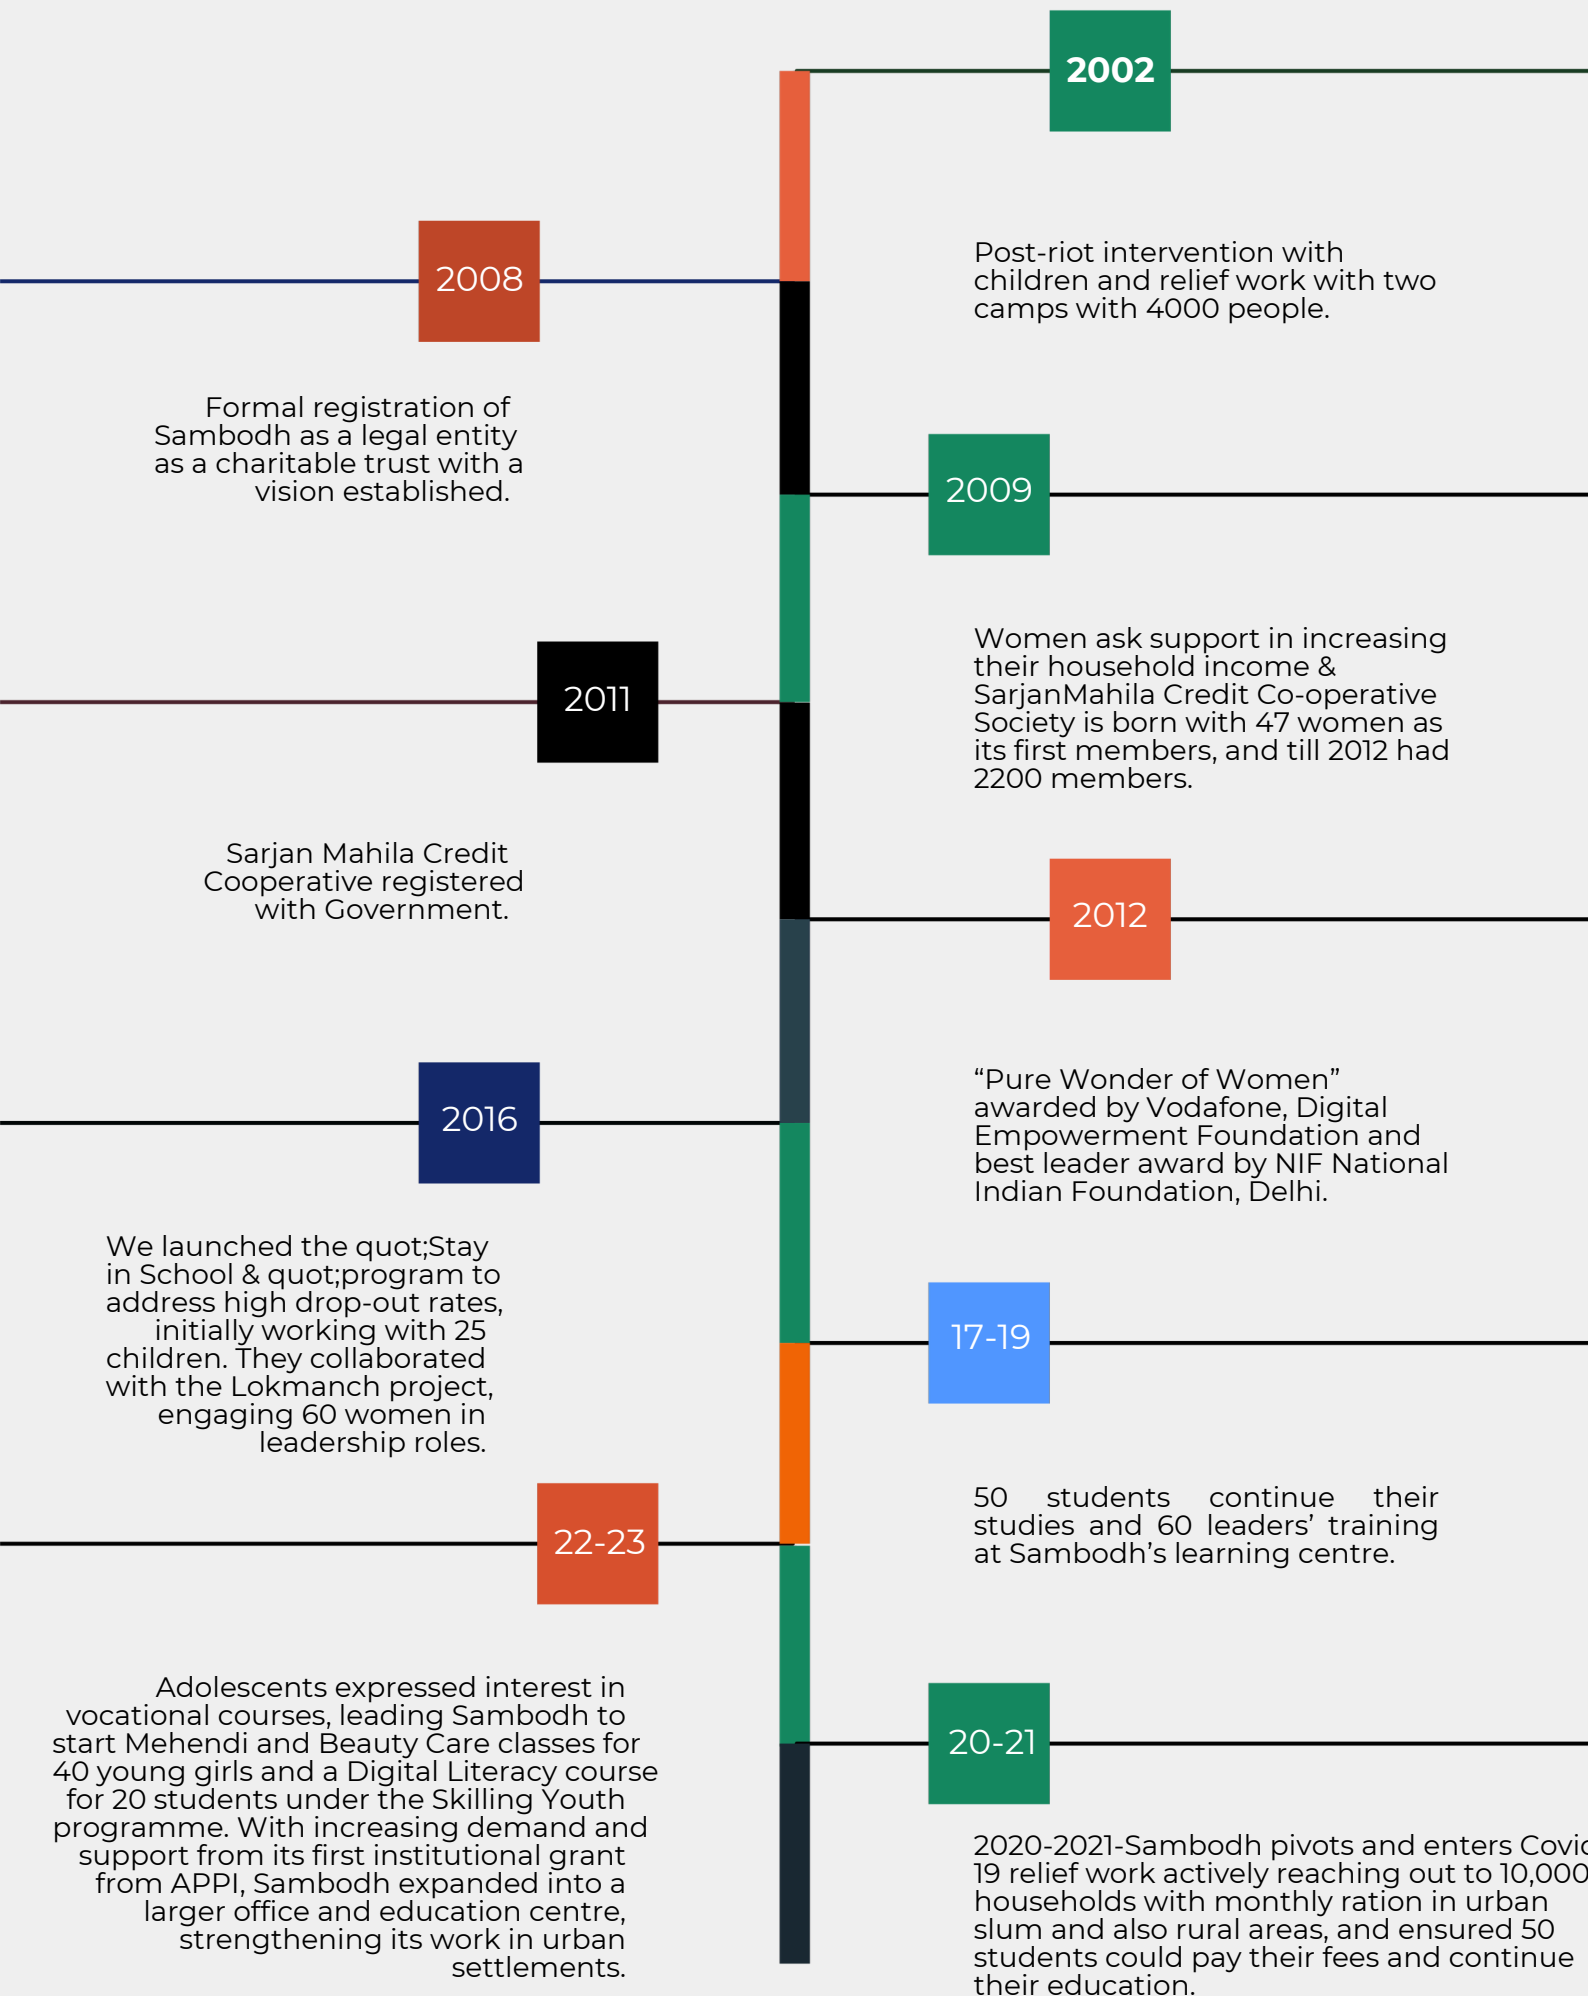 2002
Post-riot intervention with
children and relief work with two
camps with 4000 people.
2008
Formal registration of
Sambodh as a legal entity
as a charitable trust with a
vision established.
2009
Women ask support in increasing
their household income &
SarjanMahila Credit Co-operative
Society is born with 47 women as
its first members, and till 2012 had
2200 members.
2011
Sarjan Mahila Credit
Cooperative registered
with Government.
2012
“Pure Wonder of Women”
awarded by Vodafone, Digital
Empowerment Foundation and
best leader award by NIF National
Indian Foundation, Delhi.
2016
We launched the quot;Stay
in School & quot;program to
address high drop-out rates,
initially working with 25
children. They collaborated
with the Lokmanch project,
engaging 60 women in
leadership roles.
17-19
50 students continue their
studies and 60 leaders’ training
at Sambodh’s learning centre.
22-23
Adolescents expressed interest in
vocational courses, leading Sambodh to
start Mehendi and Beauty Care classes for
40 young girls and a Digital Literacy course
for 20 students under the Skilling Youth
programme. With increasing demand and
support from its first institutional grant
from APPI, Sambodh expanded into a
larger office and education centre,
strengthening its work in urban
settlements.
20-21
2020-2021-Sambodh pivots and enters Covid
19 relief work actively reaching out to 10,000
households with monthly ration in urban
slum and also rural areas, and ensured 50
students could pay their fees and continue
their education.